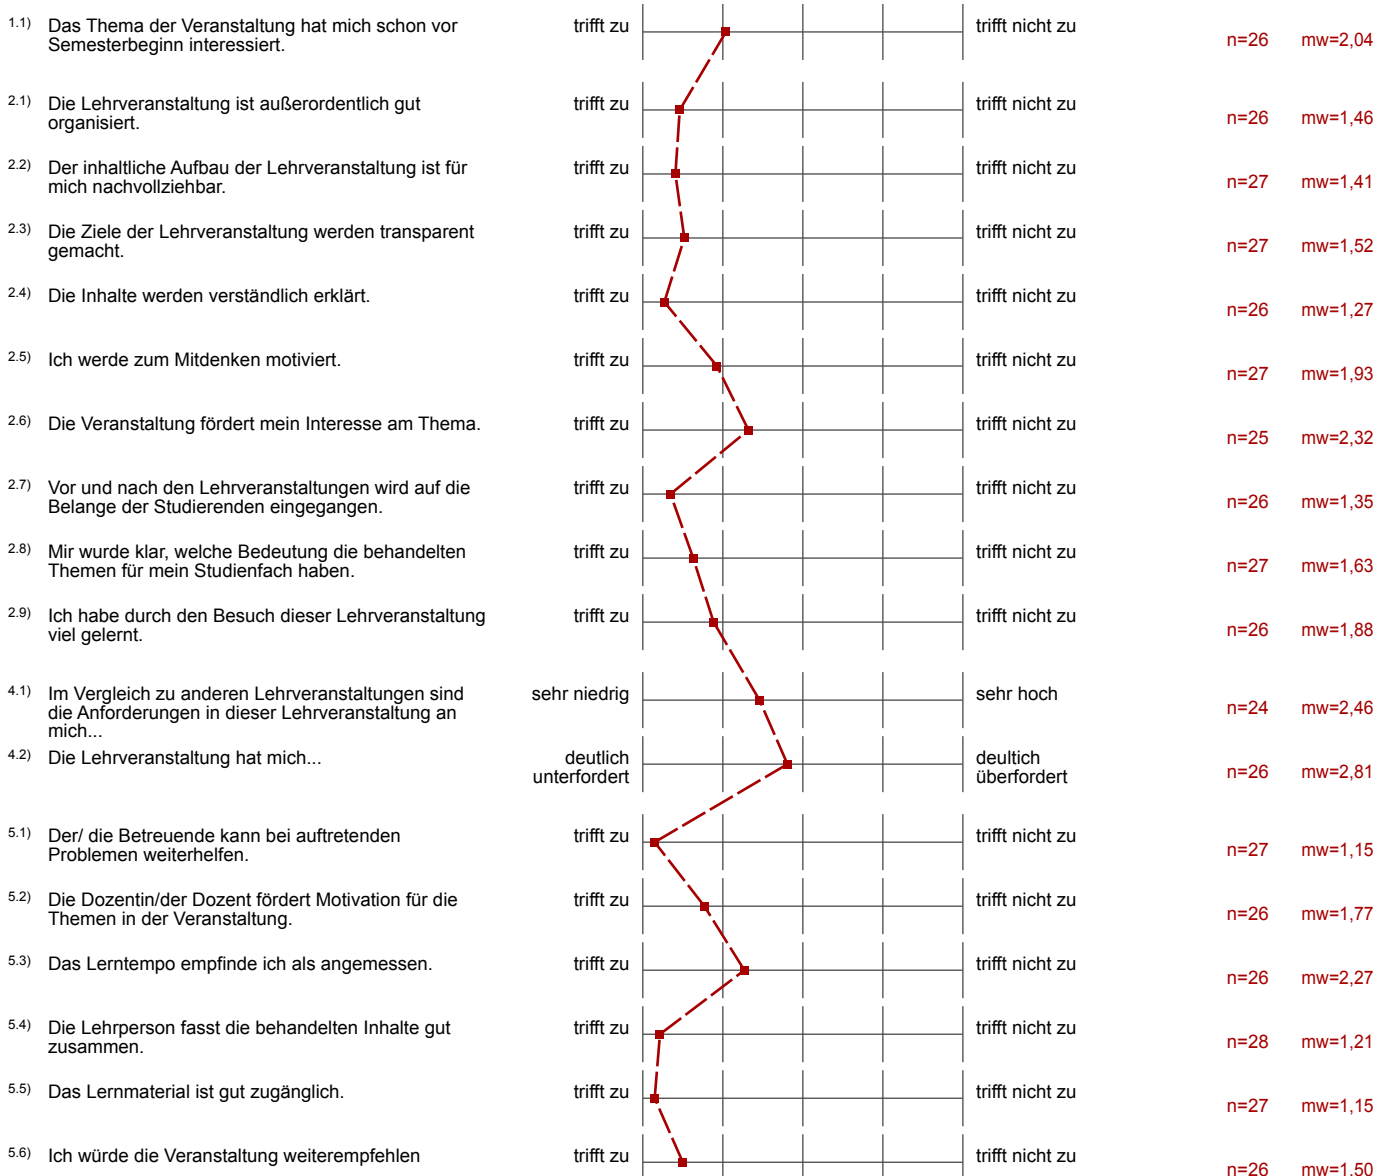 1.1) Das Thema der Veranstaltung hat mich schon vor Semesterbeginn interessiert. trifft zu trifft nicht zu n=26 mw=2,04
2.1) Die Lehrveranstaltung ist außerordentlich gut organisiert. trifft zu trifft nicht zu n=26 mw=1,46
2.2) Der inhaltliche Aufbau der Lehrveranstaltung ist für mich nachvollziehbar. trifft zu trifft nicht zu n=27 mw=1,41
2.3) Die Ziele der Lehrveranstaltung werden transparent gemacht. trifft zu trifft nicht zu n=27 mw=1,52
2.4) Die Inhalte werden verständlich erklärt. trifft zu trifft nicht zu n=26 mw=1,27
2.5) Ich werde zum Mitdenken motiviert. trifft zu trifft nicht zu n=27 mw=1,93
2.6) Die Veranstaltung fördert mein Interesse am Thema. trifft zu trifft nicht zu n=25 mw=2,32
2.7) Vor und nach den Lehrveranstaltungen wird auf die Belange der Studierenden eingegangen. trifft zu trifft nicht zu n=26 mw=1,35
2.8) Mir wurde klar, welche Bedeutung die behandelten Themen für mein Studienfach haben. trifft zu trifft nicht zu n=27 mw=1,63
2.9) Ich habe durch den Besuch dieser Lehrveranstaltung viel gelernt. trifft zu trifft nicht zu n=26 mw=1,88
4.1) Im Vergleich zu anderen Lehrveranstaltungen sind die Anforderungen in dieser Lehrveranstaltung an mich... sehr niedrig sehr hoch n=24 mw=2,46
4.2) Die Lehrveranstaltung hat mich... deutlich unterfordert deultich überfordert n=26 mw=2,81
5.1) Der/ die Betreuende kann bei auftretenden Problemen weiterhelfen. trifft zu trifft nicht zu n=27 mw=1,15
5.2) Die Dozentin/der Dozent fördert Motivation für die Themen in der Veranstaltung. trifft zu trifft nicht zu n=26 mw=1,77
5.3) Das Lerntempo empfinde ich als angemessen. trifft zu trifft nicht zu n=26 mw=2,27
5.4) Die Lehrperson fasst die behandelten Inhalte gut zusammen. trifft zu trifft nicht zu n=28 mw=1,21
5.5) Das Lernmaterial ist gut zugänglich. trifft zu trifft nicht zu n=27 mw=1,15
5.6) Ich würde die Veranstaltung weiterempfehlen trifft zu trifft nicht zu n=26 mw=1,50